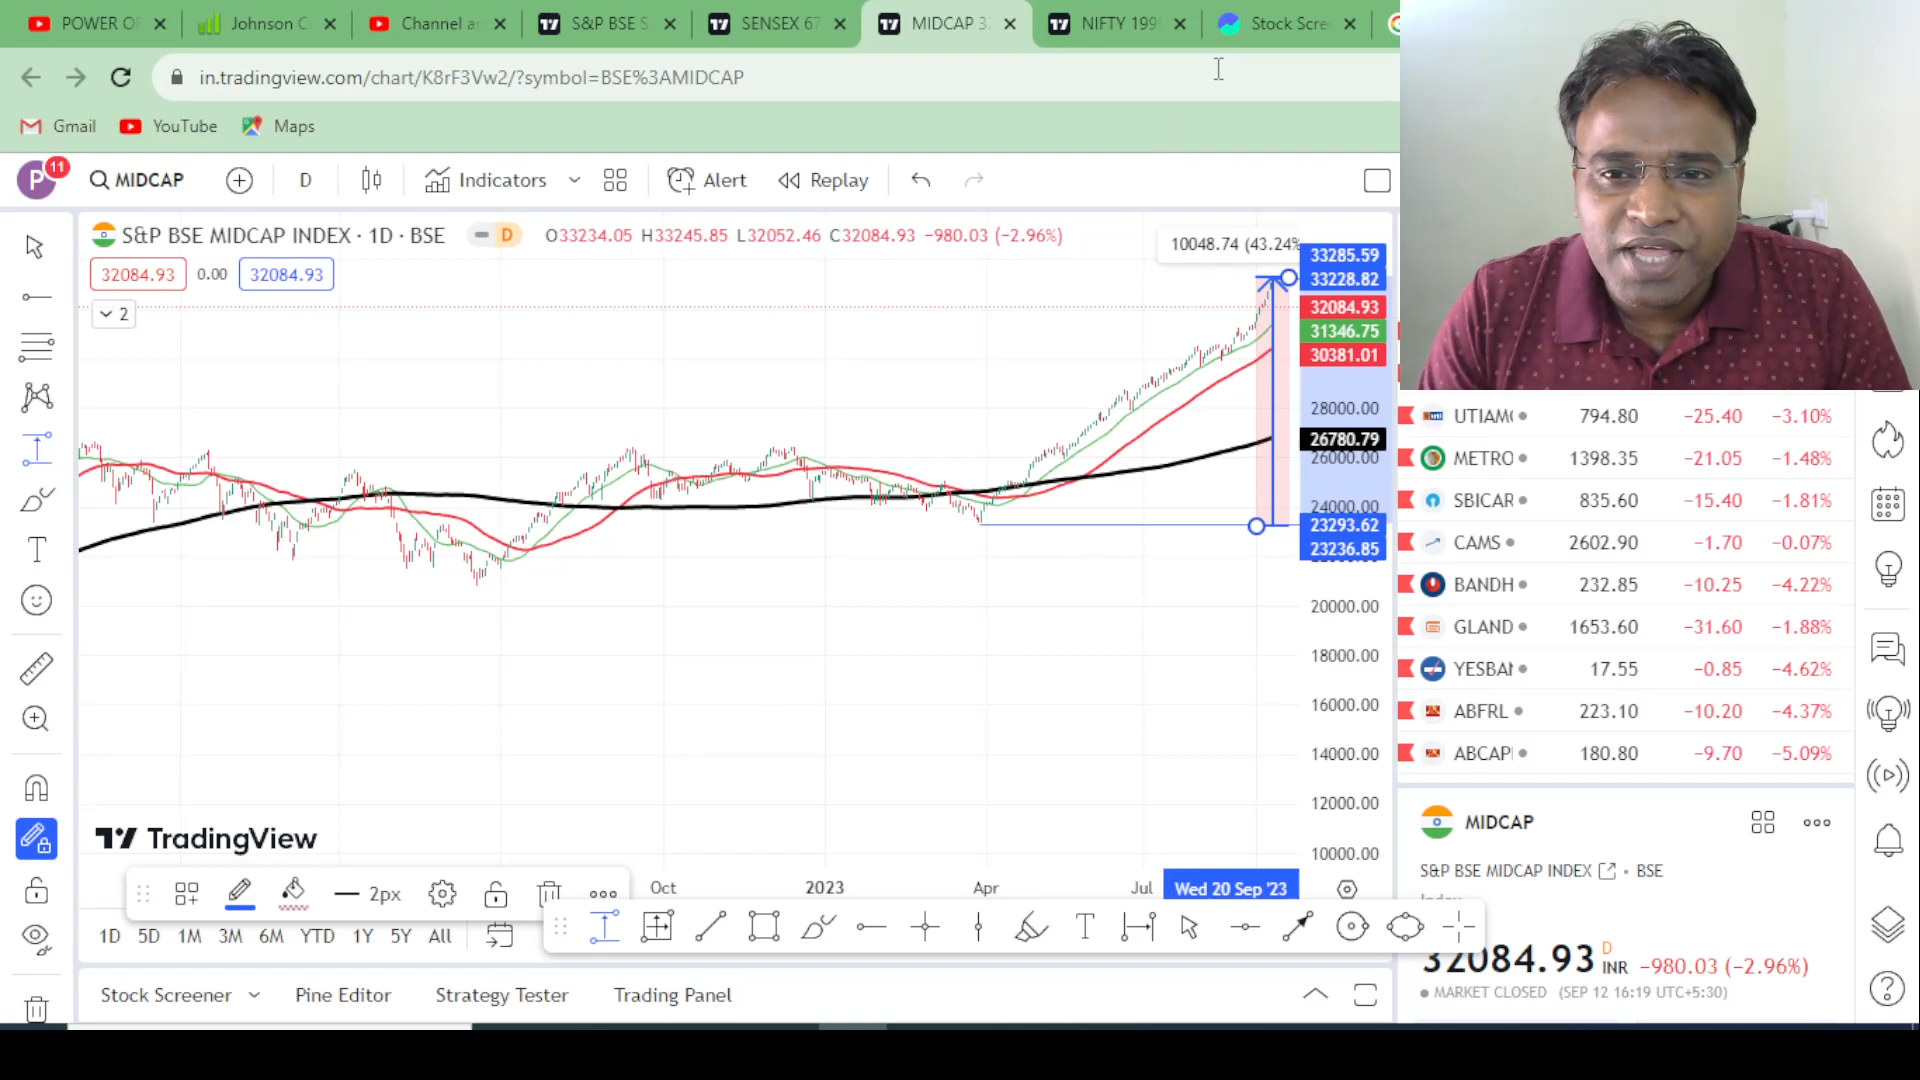 POWER OF
Johnson C
Channel a
S&P BSE S
SENSEX 67
MIDCAP 3
NIFTY 199
Stock Scre
in.tradingview.com/chart/K8rF3Vw2/?symbol=BSE%3AMIDCAP
Gmail YouTube Maps
P 11 MIDCAP D Indicators Alert Replay
S&P BSE MIDCAP INDEX · 1D · BSE D O33234.05 H33245.85 L32052.46 C32084.93 −980.03 (−2.96%)
10048.74 (43.24%
32084.93 0.00 32084.93
2
33285.59
33228.82
32084.93
31346.75
30381.01
28000.00
26780.79
26000.00
24000.00
23293.62
23236.85
20000.00
18000.00
16000.00
14000.00
12000.00
10000.00
UTIAM 794.80 −25.40 −3.10%
METRO 1398.35 −21.05 −1.48%
SBICAR 835.60 −15.40 −1.81%
CAMS 2602.90 −1.70 −0.07%
BANDH 232.85 −10.25 −4.22%
GLAND 1653.60 −31.60 −1.88%
YESBAN 17.55 −0.85 −4.62%
ABFRL 223.10 −10.20 −4.37%
ABCAP 180.80 −9.70 −5.09%
TradingView
2px
Oct 2023 Apr Jul Wed 20 Sep '23
1D 5D 1M 3M 6M YTD 1Y 5Y All
Stock Screener Pine Editor Strategy Tester Trading Panel
MIDCAP
S&P BSE MIDCAP INDEX • BSE
Index
32084.93 D INR −980.03 (−2.96%)
MARKET CLOSED (SEP 12 16:19 UTC+5:30)